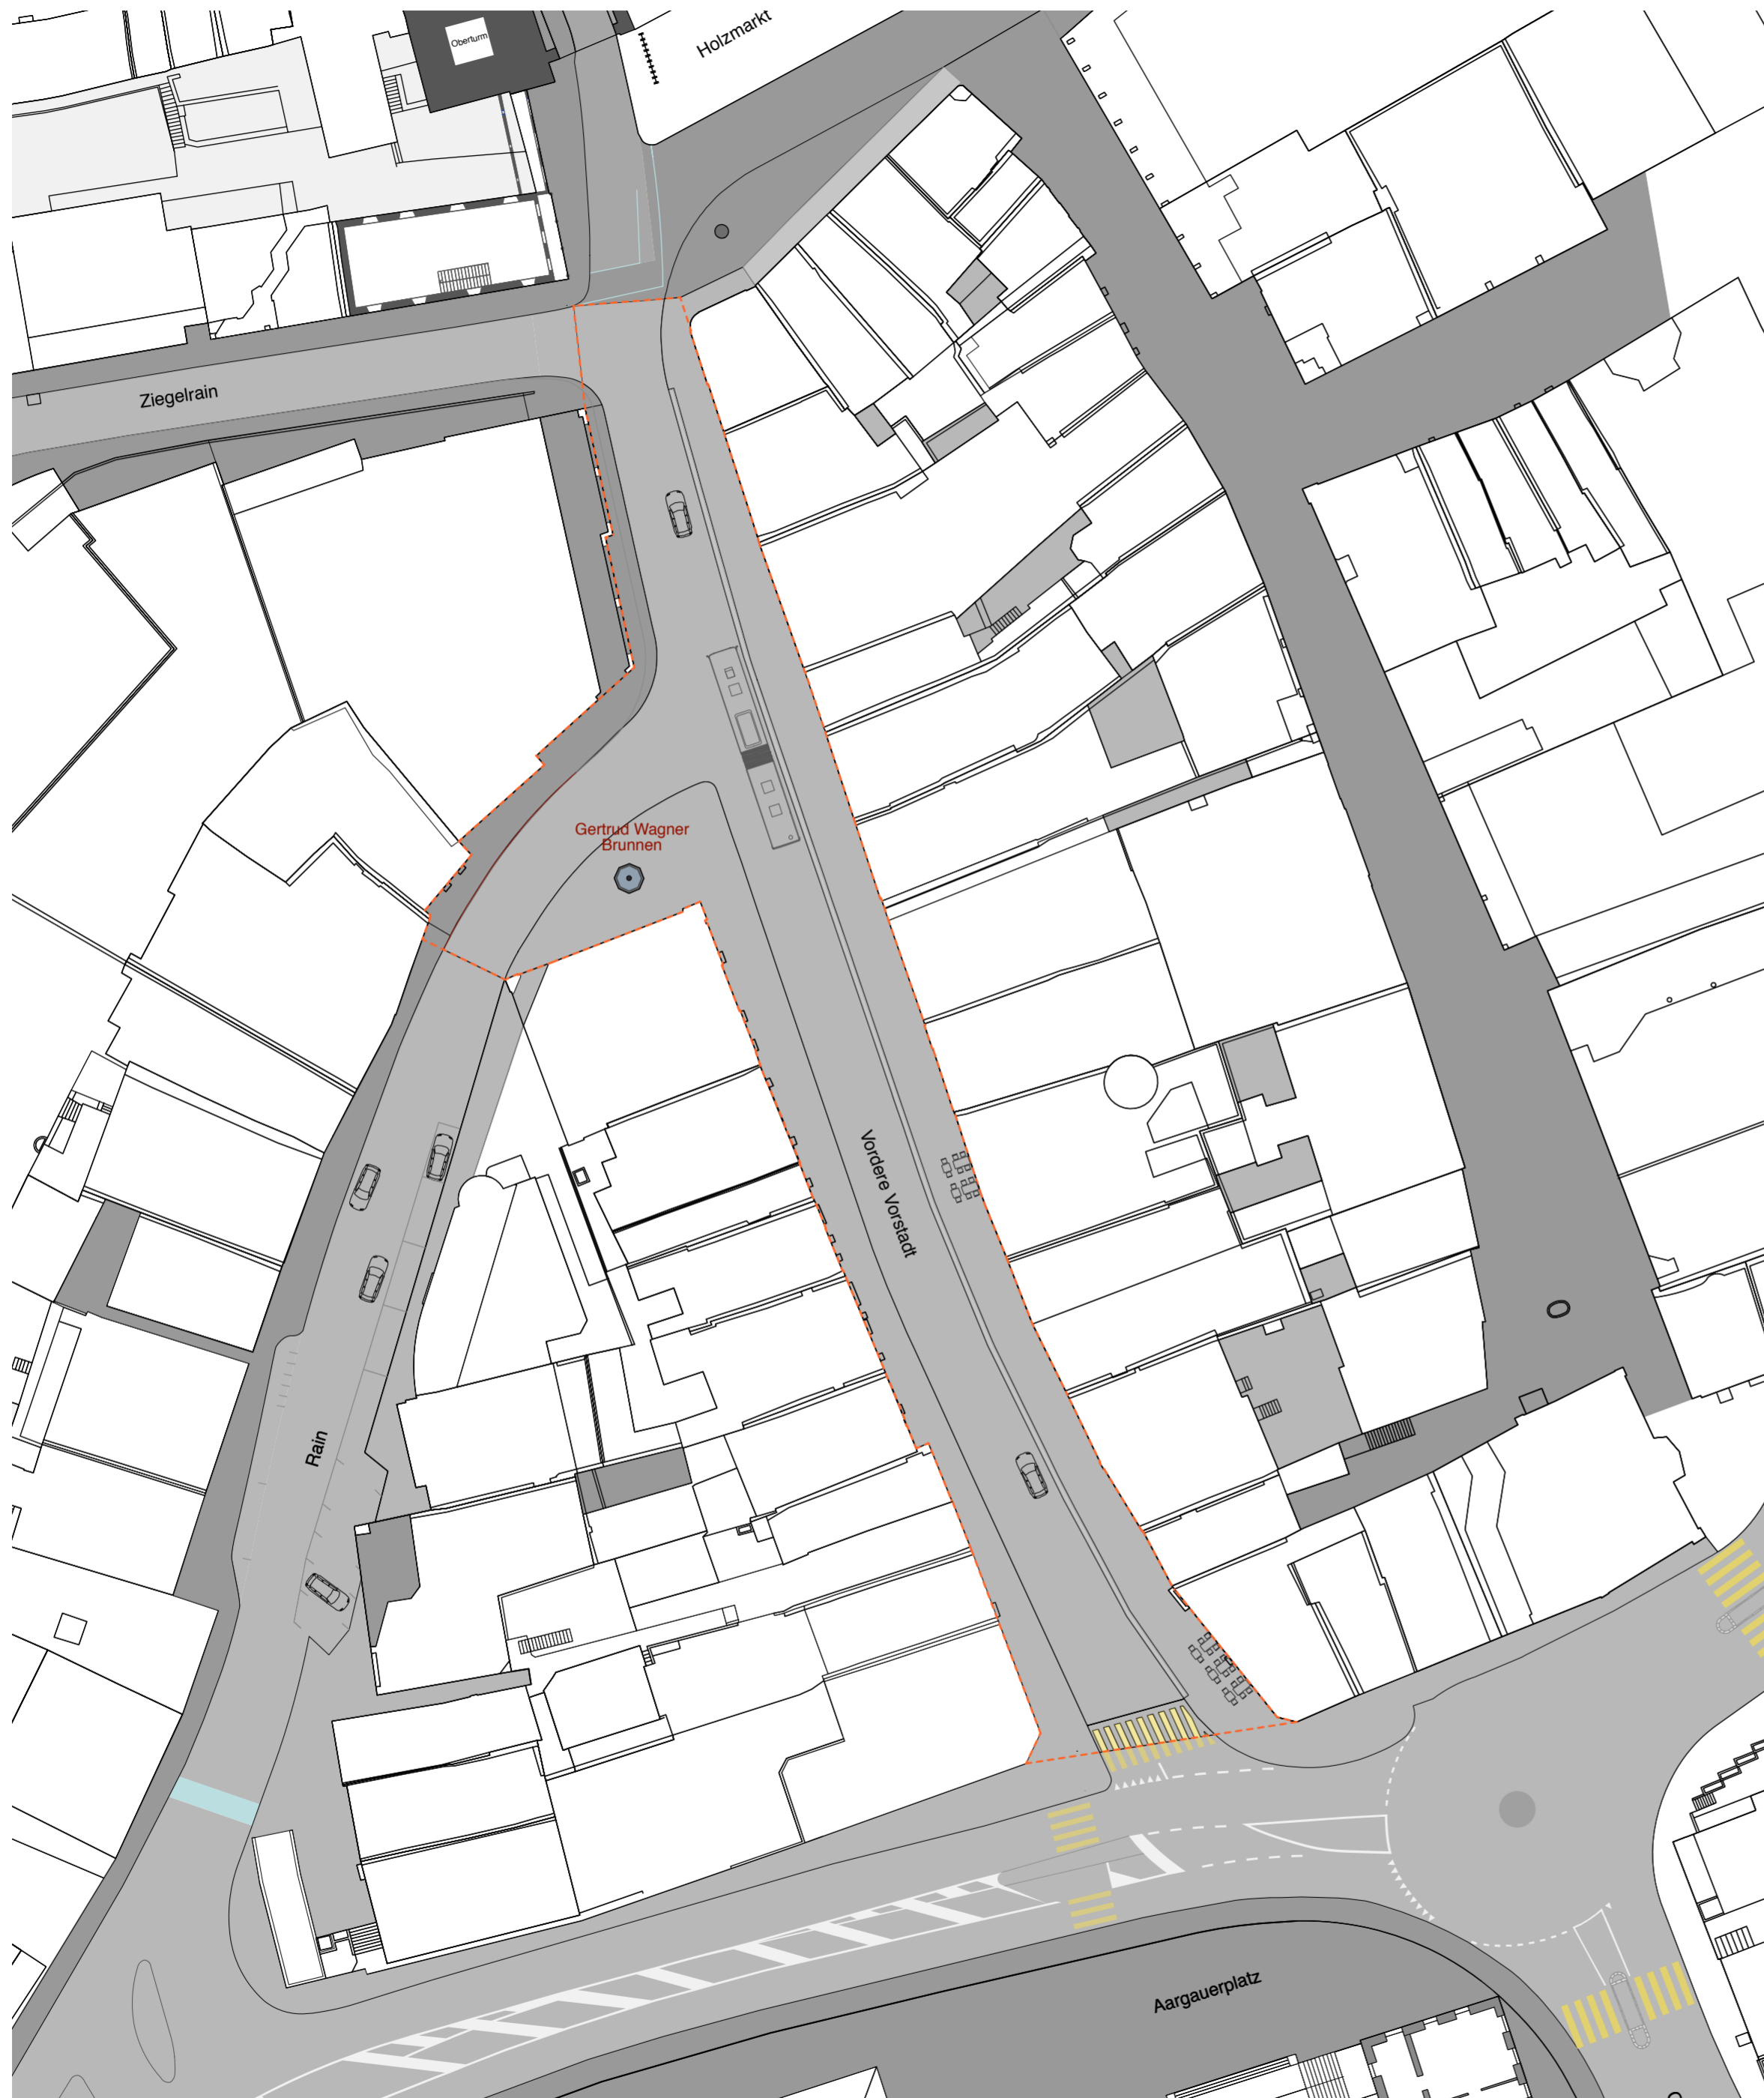 Oberturm
Holzmarkt
Ziegelrain
Gertrud Wagner
Brunnen
Vordere Vorstadt
Rain
Aargauerplatz